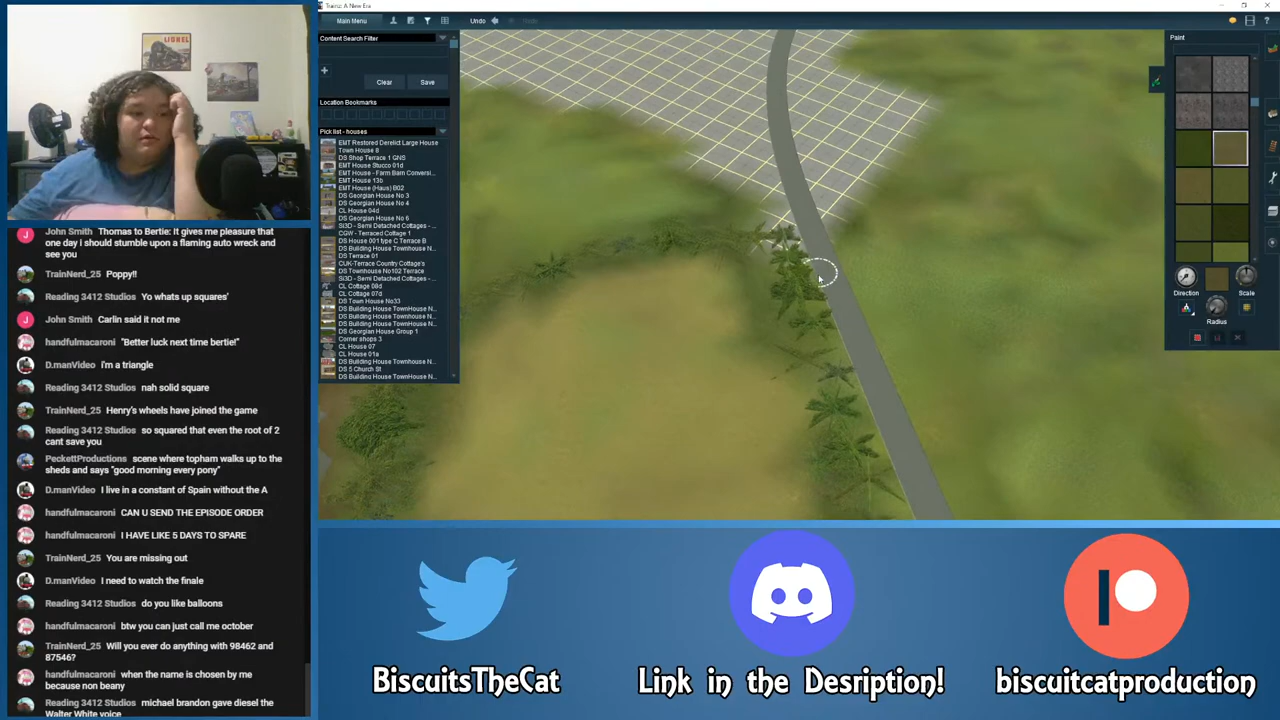 LIONEL
John Smith Thomas to Bertie: It gives me pleasure that
one day i should stumble upon a flaming auto wreck and
see you
TrainNerd_25 Poppy!!
Reading 3412 Studios Yo whats up squares'
John Smith Carlin said it not me
handfulmacaroni "Better luck next time bertie!"
D.manVideo i'm a triangle
Reading 3412 Studios nah solid square
TrainNerd_25 Henry's wheels have joined the game
Reading 3412 Studios so squared that even the root of 2
cant save you
PeckettProductions scene where topham walks up to the
sheds and says "good morning every pony"
D.manVideo I live in a constant of Spain without the A
handfulmacaroni CAN U SEND THE EPISODE ORDER
handfulmacaroni I HAVE LIKE 5 DAYS TO SPARE
TrainNerd_25 You are missing out
D.manVideo I need to watch the finale
Reading 3412 Studios do you like balloons
handfulmacaroni btw you can just call me october
TrainNerd_25 Will you ever do anything with 98462 and
87546?
handfulmacaroni when the name is chosen by me
because non beany
Reading 3412 Studios michael brandon gave diesel the
Walter White voice
Trainz: A New Era
Main Menu
Undo
Content Search Filter
Clear Save
Location Bookmarks
Pick list - houses
EMT Restored Derelict Large House
Town House 8
DS Shop Terrace 1 GNS
EMT House Stucco 01d
EMT House - Farm Barn Conversi...
EMT House 13b
EMT House (Haus) B02
DS Georgian House No 3
DS Georgian House No 4
CL House 04d
DS Georgian House No 6
Si3D - Semi Detached Cottages - ...
CGW - Terraced Cottage 1
DS House 001 type C Terrace B
DS Building House Townhouse N...
DS Terrace 01
CUK-Terrace Country Cottage's
DS Townhouse No102 Terrace
Si3D - Semi Detached Cottages - ...
CL Cottage 08d
CL Cottage 07d
DS Town House No33
DS Building House TownHouse N...
DS Building House TownHouse N...
DS Building House TownHouse N...
DS Georgian House Group 1
Corner shops 3
CL House 07
CL House 01a
DS Building House Townhouse N...
DS 5 Church St
DS Building House TownHouse N...
Paint
Direction
Scale
Radius
BiscuitsTheCat
Link in the Desription!
biscuitcatproduction